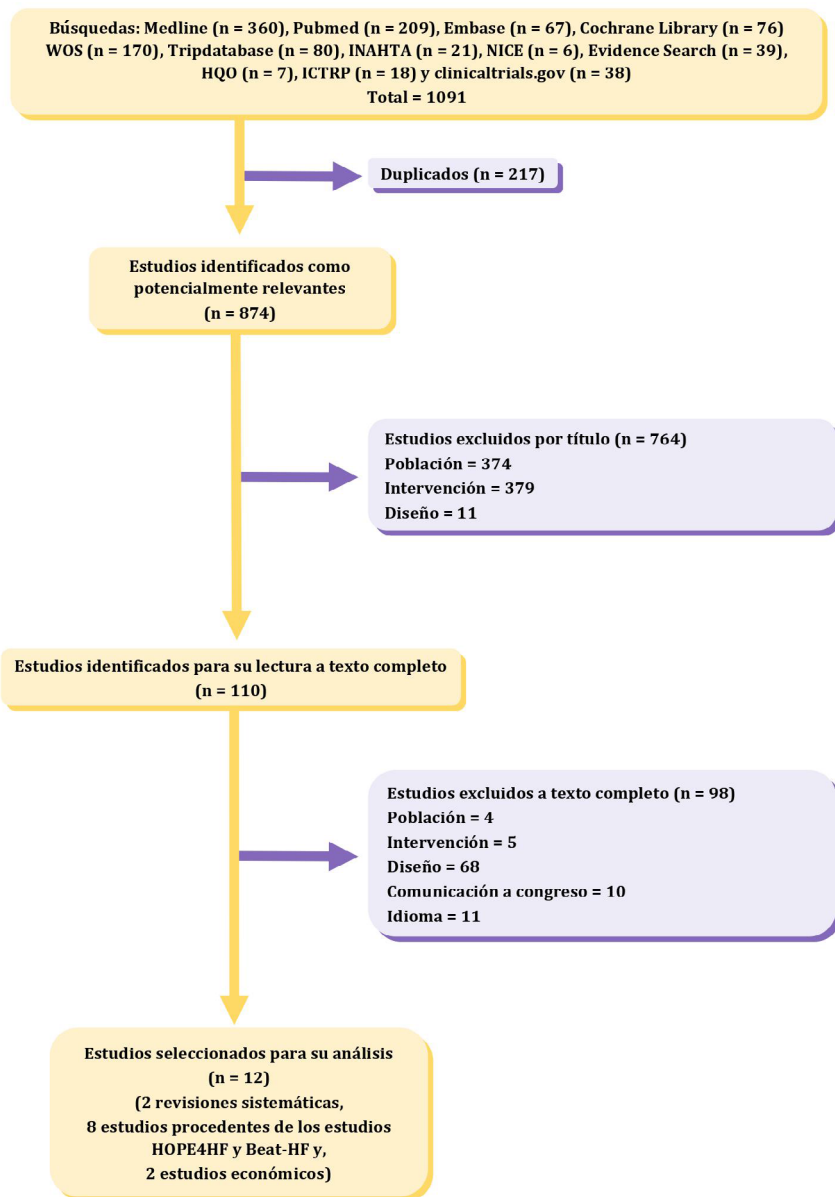 Búsquedas: Medline (n = 360), Pubmed (n = 209), Embase (n = 67), Cochrane Library (n = 76)
WOS (n = 170), Tripdatabase (n = 80), INAHTA (n = 21), NICE (n = 6), Evidence Search (n = 39),
HQO (n = 7), ICTRP (n = 18) y clinicaltrials.gov (n = 38)
Total = 1091
Duplicados (n = 217)
Estudios identificados como
potencialmente relevantes
(n = 874)
Estudios excluidos por título (n = 764)
Población = 374
Intervención = 379
Diseño = 11
Estudios identificados para su lectura a texto completo
(n = 110)
Estudios excluidos a texto completo (n = 98)
Población = 4
Intervención = 5
Diseño = 68
Comunicación a congreso = 10
Idioma = 11
Estudios seleccionados para su análisis
(n = 12)
(2 revisiones sistemáticas,
8 estudios procedentes de los estudios
HOPE4HF y Beat-HF y,
2 estudios económicos)